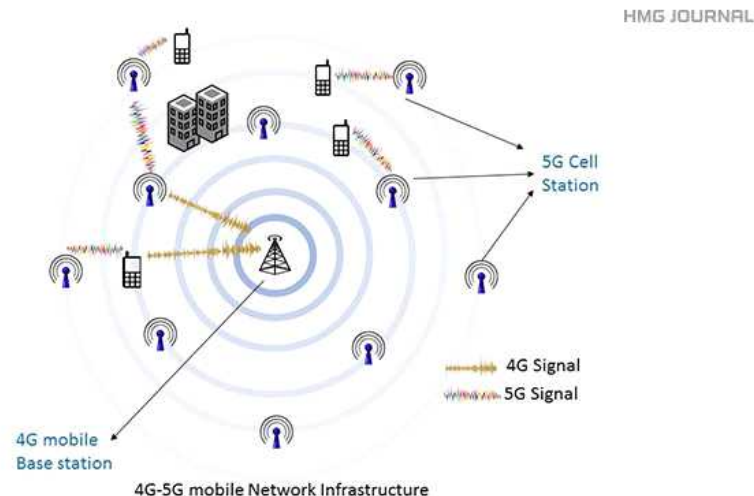 HMG JOURNAL
5G Cell
Station
4G Signal
5G Signal
4G mobile
Base station
4G-5G mobile Network Infrastructure